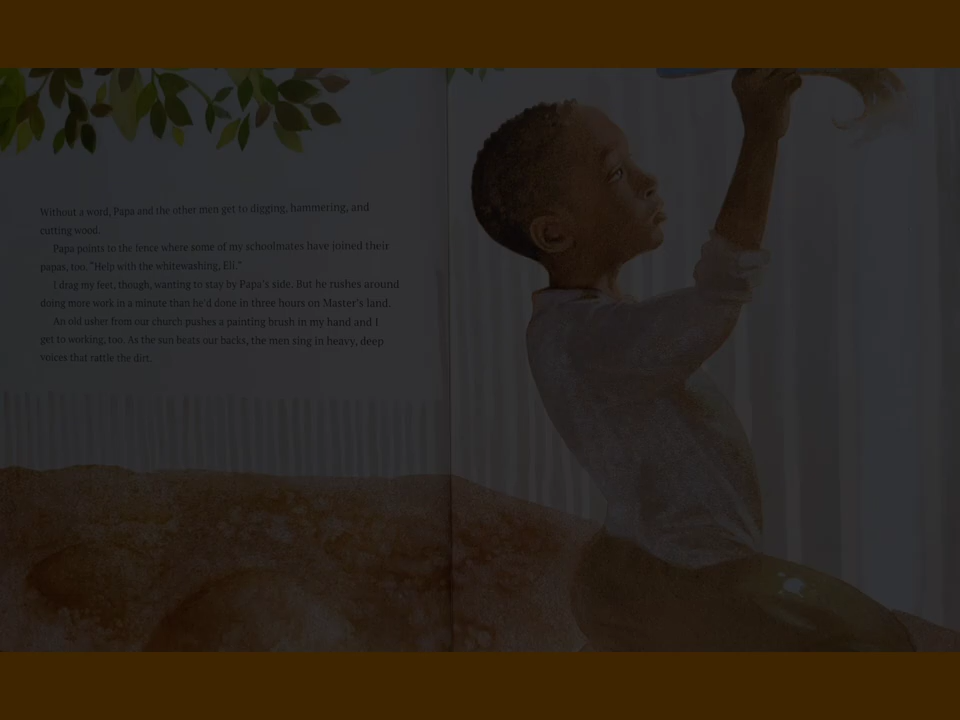 Without a word, Papa and the other men get to digging, hammering, and
cutting wood.
Papa points to the fence where some of my schoolmates have joined their
papas, too. “Help with the whitewashing, Eli.”
I drag my feet, though, wanting to stay by Papa’s side. But he rushes around
doing more work in a minute than he’d done in three hours on Master’s land.
An old usher from our church pushes a painting brush in my hand and I
get to working, too. As the sun beats our backs, the men sing in heavy, deep
voices that rattle the dirt.